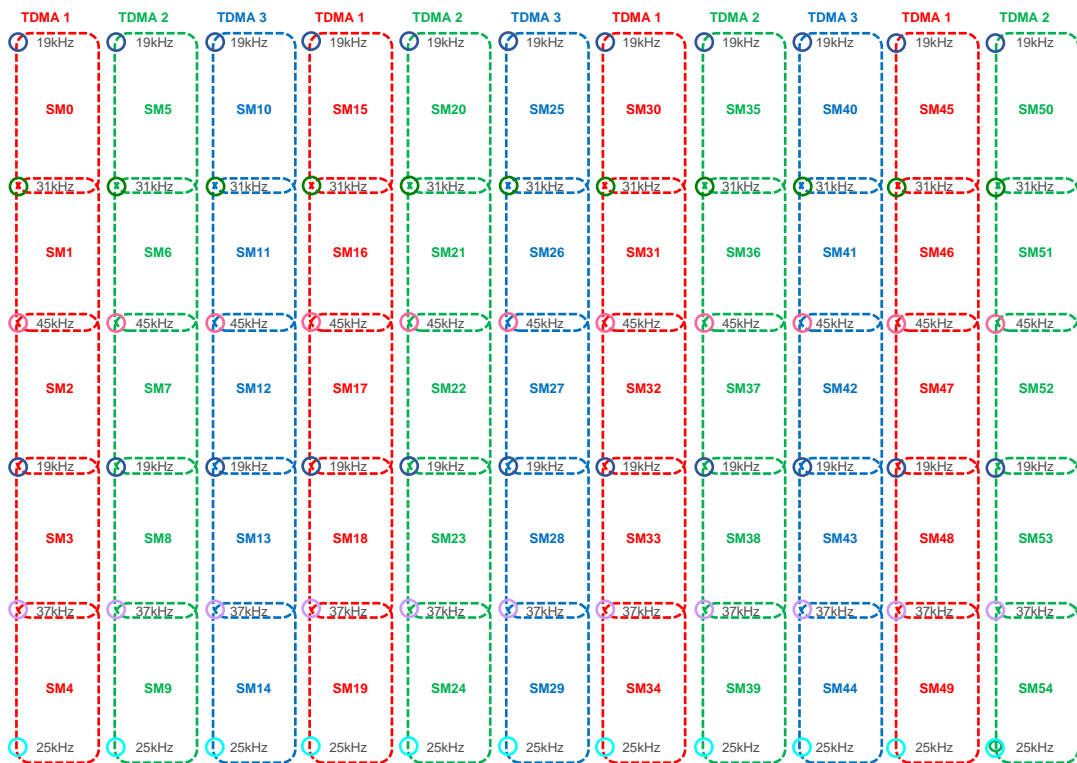 TDMA 1 TDMA 2 TDMA 3 TDMA 1 TDMA 2 TDMA 3 TDMA 1 TDMA 2 TDMA 3 TDMA 1 TDMA 2
19kHz 19kHz 19kHz 19kHz 19kHz 19kHz 19kHz 19kHz 19kHz 19kHz 19kHz
SM0 SM5 SM10 SM15 SM20 SM25 SM30 SM35 SM40 SM45 SM50
31kHz 31kHz 31kHz 31kHz 31kHz 31kHz 31kHz 31kHz 31kHz 31kHz 31kHz
SM1 SM6 SM11 SM16 SM21 SM26 SM31 SM36 SM41 SM46 SM51
45kHz 45kHz 45kHz 45kHz 45kHz 45kHz 45kHz 45kHz 45kHz 45kHz 45kHz
SM2 SM7 SM12 SM17 SM22 SM27 SM32 SM37 SM42 SM47 SM52
19kHz 19kHz 19kHz 19kHz 19kHz 19kHz 19kHz 19kHz 19kHz 19kHz 19kHz
SM3 SM8 SM13 SM18 SM23 SM28 SM33 SM38 SM43 SM48 SM53
37kHz 37kHz 37kHz 37kHz 37kHz 37kHz 37kHz 37kHz 37kHz 37kHz 37kHz
SM4 SM9 SM14 SM19 SM24 SM29 SM34 SM39 SM44 SM49 SM54
25kHz 25kHz 25kHz 25kHz 25kHz 25kHz 25kHz 25kHz 25kHz 25kHz 25kHz